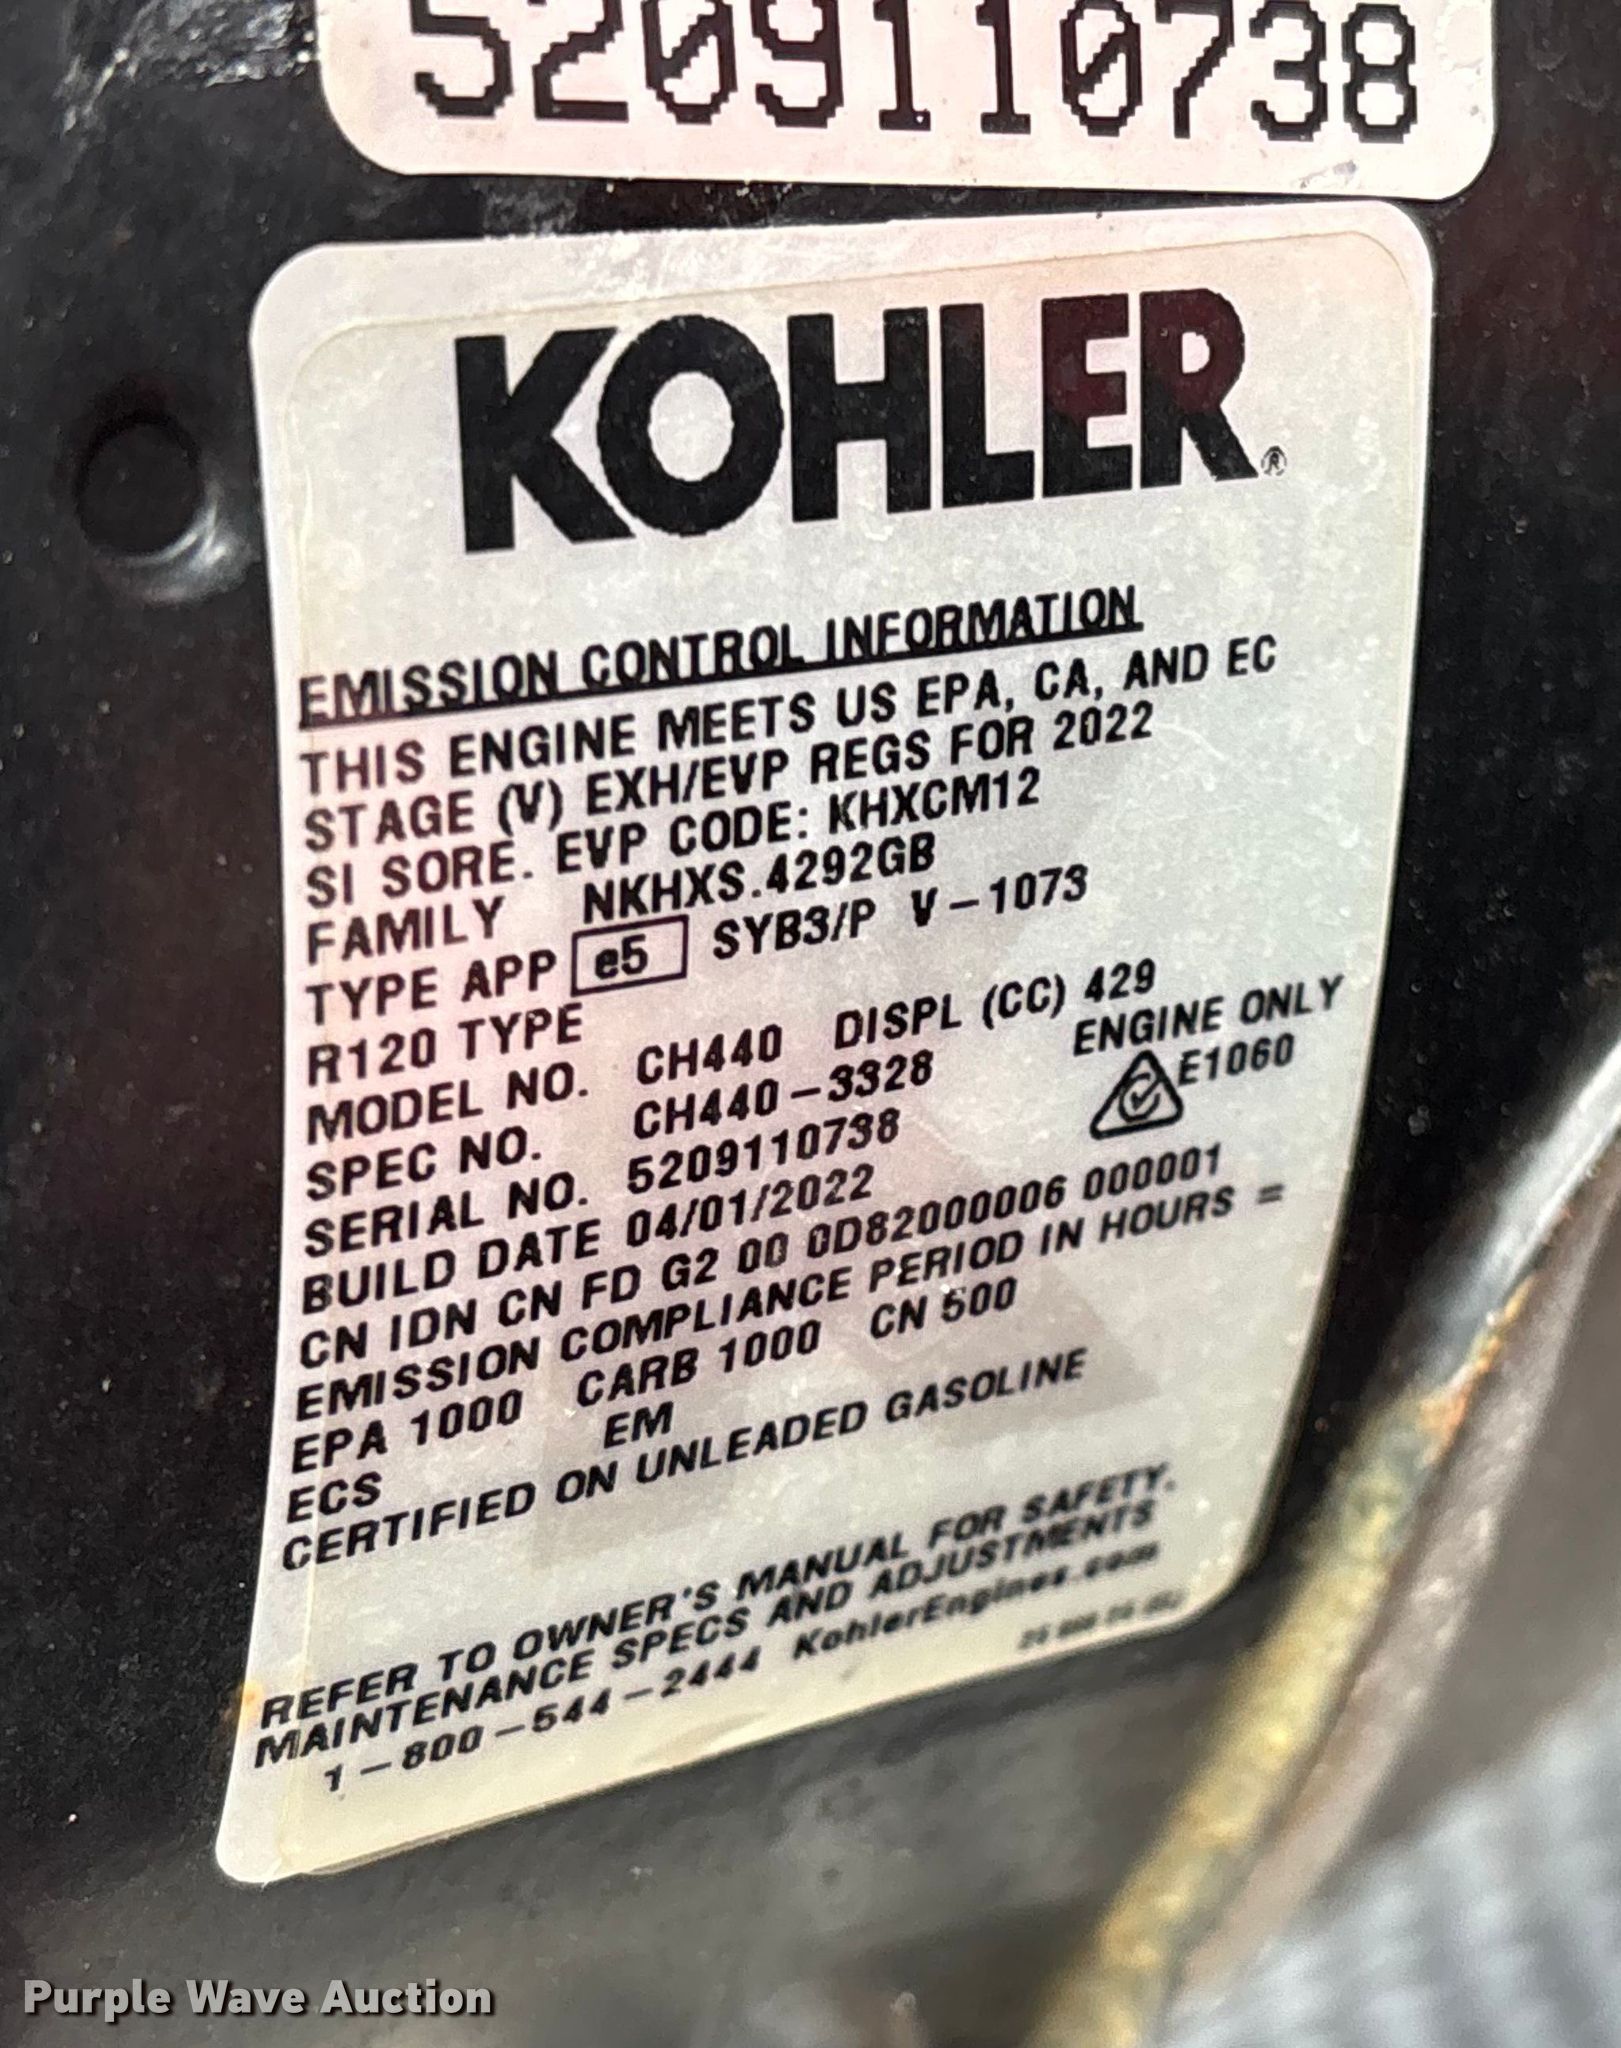 5209110738
KOHLER®
EMISSION CONTROL INFORMATION
THIS ENGINE MEETS US EPA, CA, AND EC
STAGE (V) EXH/EVP REGS FOR 2022
SI SORE. EVP CODE: KHXCM12
FAMILY NKHXS.4292GB
TYPE APP e5 SYB3/P V-1073
R120 TYPE
MODEL NO. CH440 DISPL (CC) 429
SPEC NO. CH440-3328 ENGINE ONLY
SERIAL NO. 5209110738 E1060
BUILD DATE 04/01/2022
CN IDN CN FD G2 00 0D82000006 000001
EMISSION COMPLIANCE PERIOD IN HOURS =
EPA 1000 CARB 1000 CN 500
ECS EM
CERTIFIED ON UNLEADED GASOLINE
REFER TO OWNER'S MANUAL FOR SAFETY,
MAINTENANCE SPECS AND ADJUSTMENTS
1-800-544-2444 KohlerEngines.com
Purple Wave Auction